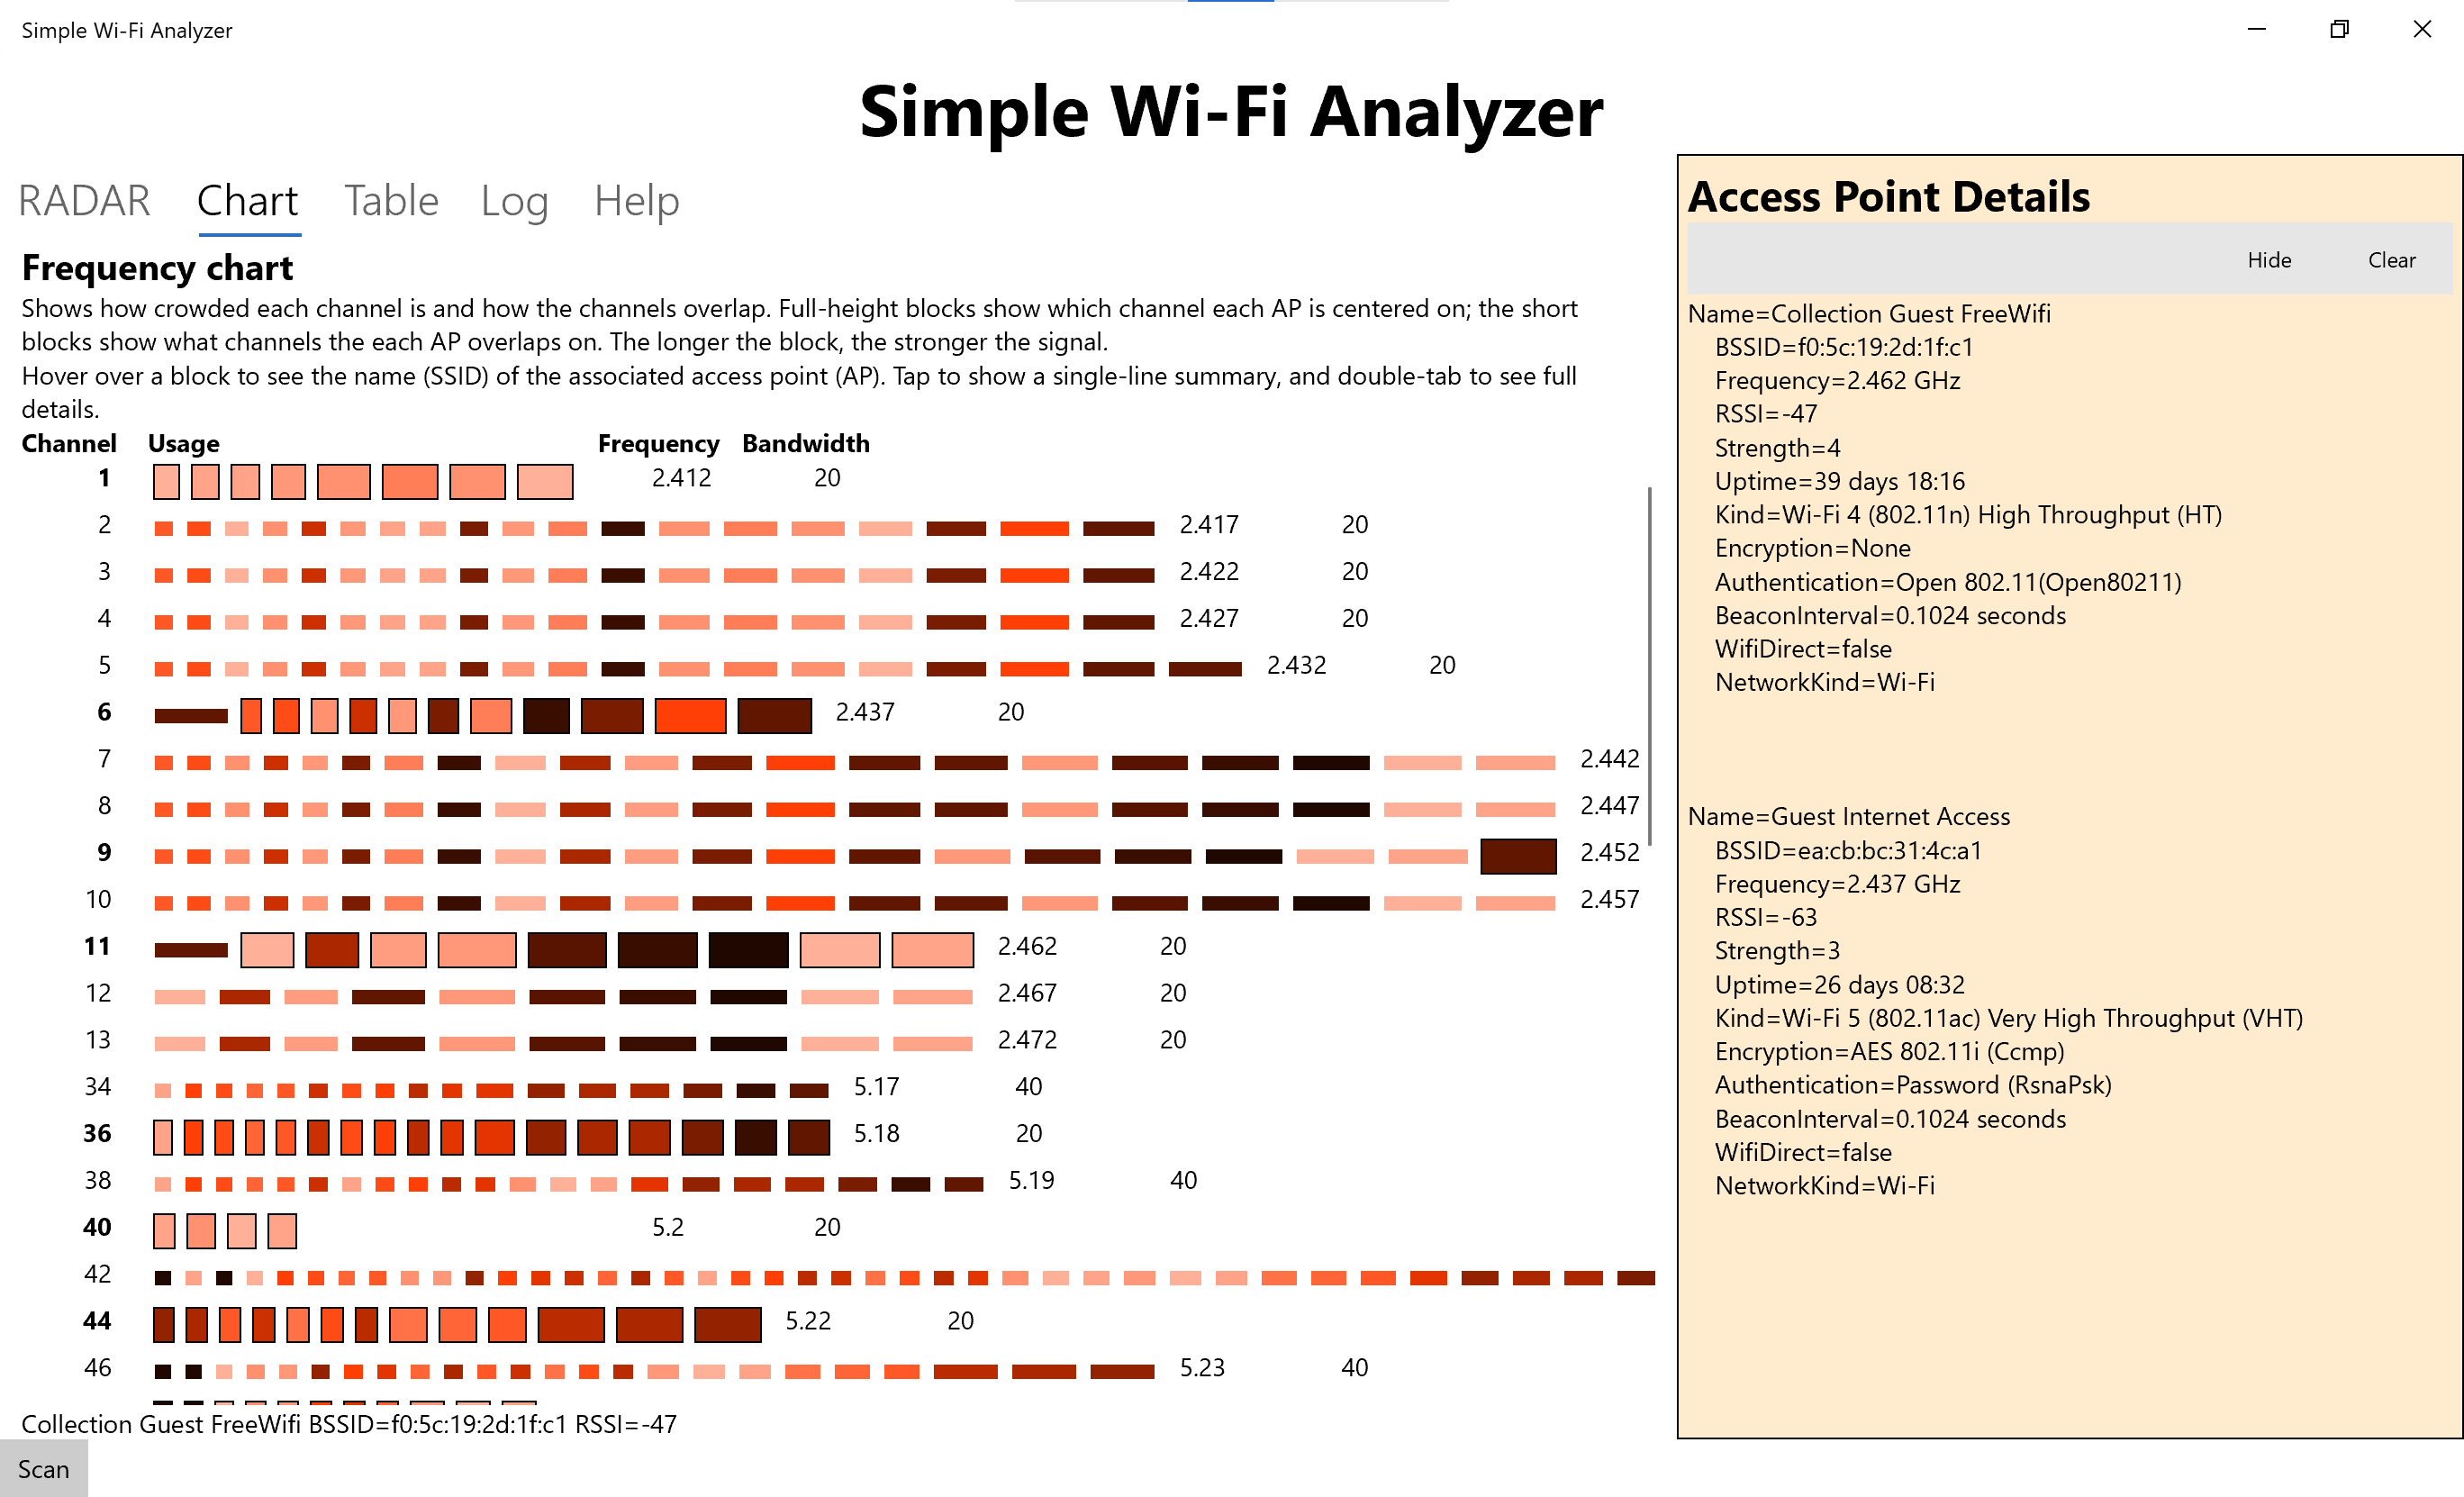 Simple Wi-Fi Analyzer
Simple Wi-Fi Analyzer
RADAR Chart Table Log Help
Frequency chart
Shows how crowded each channel is and how the channels overlap. Full-height blocks show which channel each AP is centered on; the short
blocks show what channels the each AP overlaps on. The longer the block, the stronger the signal.
Hover over a block to see the name (SSID) of the associated access point (AP). Tap to show a single-line summary, and double-tab to see full
details.
Channel Usage Frequency Bandwidth
1 2.412 20
2 2.417 20
3 2.422 20
4 2.427 20
5 2.432 20
6 2.437 20
7 2.442
8 2.447
9 2.452
10 2.457
11 2.462 20
12 2.467 20
13 2.472 20
34 5.17 40
36 5.18 20
38 5.19 40
40 5.2 20
42
44 5.22 20
46 5.23 40
Collection Guest FreeWifi BSSID=f0:5c:19:2d:1f:c1 RSSI=-47
Scan
Access Point Details
Hide Clear
Name=Collection Guest FreeWifi
BSSID=f0:5c:19:2d:1f:c1
Frequency=2.462 GHz
RSSI=-47
Strength=4
Uptime=39 days 18:16
Kind=Wi-Fi 4 (802.11n) High Throughput (HT)
Encryption=None
Authentication=Open 802.11(Open80211)
BeaconInterval=0.1024 seconds
WifiDirect=false
NetworkKind=Wi-Fi
Name=Guest Internet Access
BSSID=ea:cb:bc:31:4c:a1
Frequency=2.437 GHz
RSSI=-63
Strength=3
Uptime=26 days 08:32
Kind=Wi-Fi 5 (802.11ac) Very High Throughput (VHT)
Encryption=AES 802.11i (Ccmp)
Authentication=Password (RsnaPsk)
BeaconInterval=0.1024 seconds
WifiDirect=false
NetworkKind=Wi-Fi